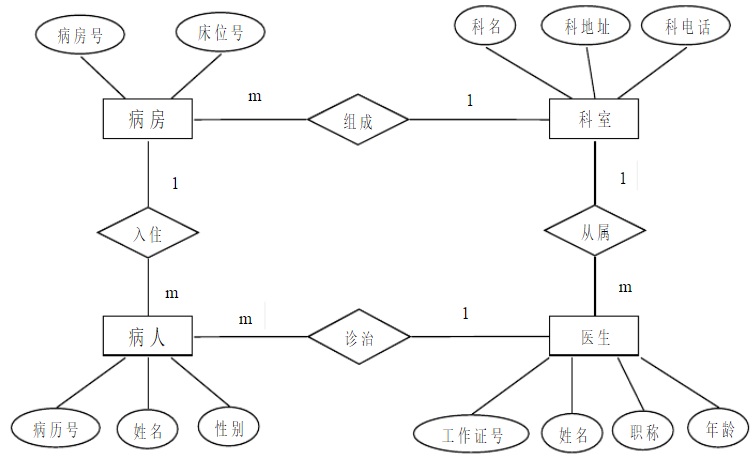 病房号
床位号
科名
科地址
科电话
病房
m
组成
1
科室
1
1
入住
从属
m
m
病人
m
诊治
1
医生
病历号
姓名
性别
工作证号
姓名
职称
年龄